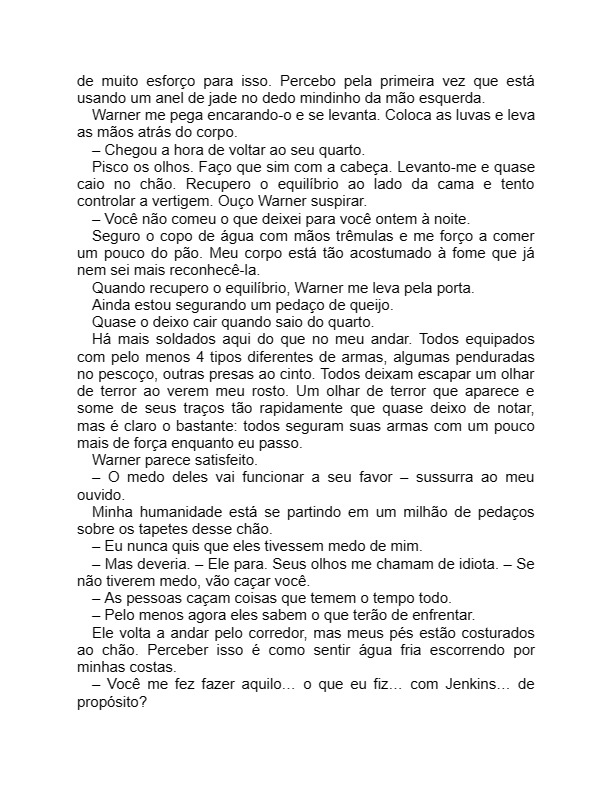 de muito esforço para isso. Percebo pela primeira vez que está
usando um anel de jade no dedo mindinho da mão esquerda.
Warner me pega encarando-o e se levanta. Coloca as luvas e leva
as mãos atrás do corpo.
– Chegou a hora de voltar ao seu quarto.
Pisco os olhos. Faço que sim com a cabeça. Levanto-me e quase
caio no chão. Recupero o equilíbrio ao lado da cama e tento
controlar a vertigem. Ouço Warner suspirar.
– Você não comeu o que deixei para você ontem à noite.
Seguro o copo de água com mãos trêmulas e me forço a comer
um pouco do pão. Meu corpo está tão acostumado à fome que já
nem sei mais reconhecê-la.
Quando recupero o equilíbrio, Warner me leva pela porta.
Ainda estou segurando um pedaço de queijo.
Quase o deixo cair quando saio do quarto.
Há mais soldados aqui do que no meu andar. Todos equipados
com pelo menos 4 tipos diferentes de armas, algumas penduradas
no pescoço, outras presas ao cinto. Todos deixam escapar um olhar
de terror ao verem meu rosto. Um olhar de terror que aparece e
some de seus traços tão rapidamente que quase deixo de notar,
mas é claro o bastante: todos seguram suas armas com um pouco
mais de força enquanto eu passo.
Warner parece satisfeito.
– O medo deles vai funcionar a seu favor – sussurra ao meu
ouvido.
Minha humanidade está se partindo em um milhão de pedaços
sobre os tapetes desse chão.
– Eu nunca quis que eles tivessem medo de mim.
– Mas deveria. – Ele para. Seus olhos me chamam de idiota. – Se
não tiverem medo, vão caçar você.
– As pessoas caçam coisas que temem o tempo todo.
– Pelo menos agora eles sabem o que terão de enfrentar.
Ele volta a andar pelo corredor, mas meus pés estão costurados
ao chão. Perceber isso é como sentir água fria escorrendo por
minhas costas.
– Você me fez fazer aquilo… o que eu fiz… com Jenkins… de
propósito?